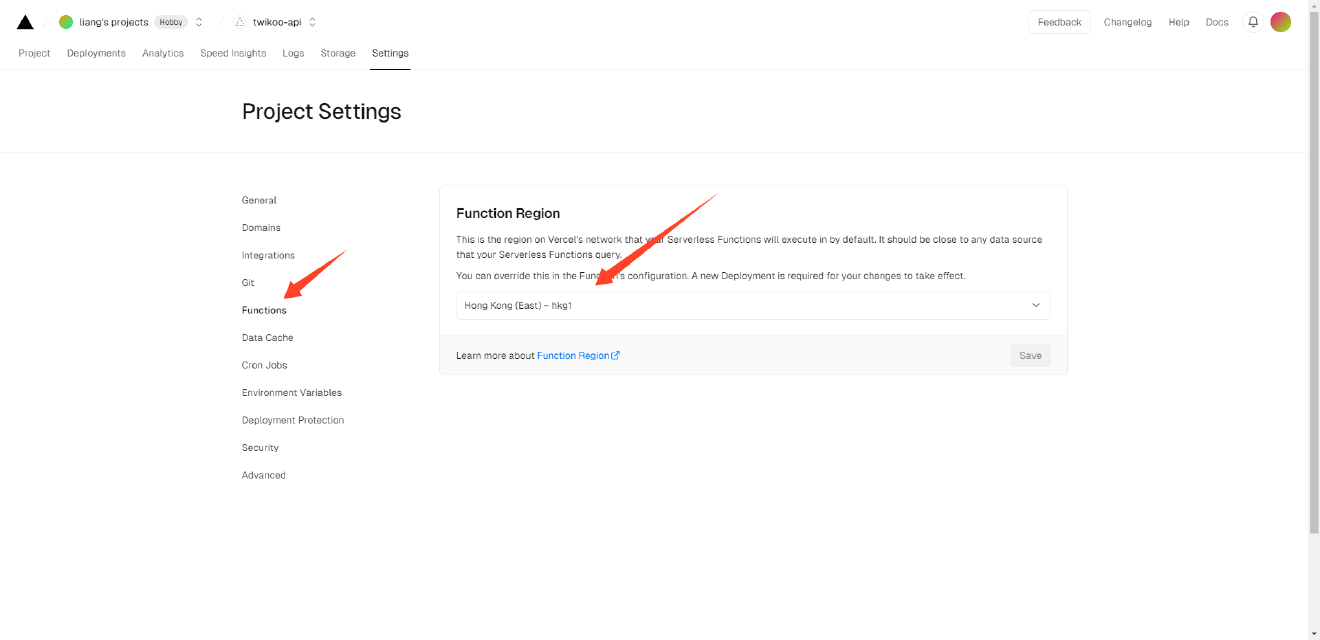 liang's projects Hobby twikoo-api Feedback Changelog Help Docs
Project Deployments Analytics Speed Insights Logs Storage Settings
Project Settings
General
Domains
Integrations
Git
Functions
Data Cache
Cron Jobs
Environment Variables
Deployment Protection
Security
Advanced
Function Region
This is the region on Vercel's network that your Serverless Functions will execute in by default. It should be close to any data source
that your Serverless Functions query.
You can override this in the Function's configuration. A new Deployment is required for your changes to take effect.
Hong Kong (East) – hkg1
Learn more about Function Region Save